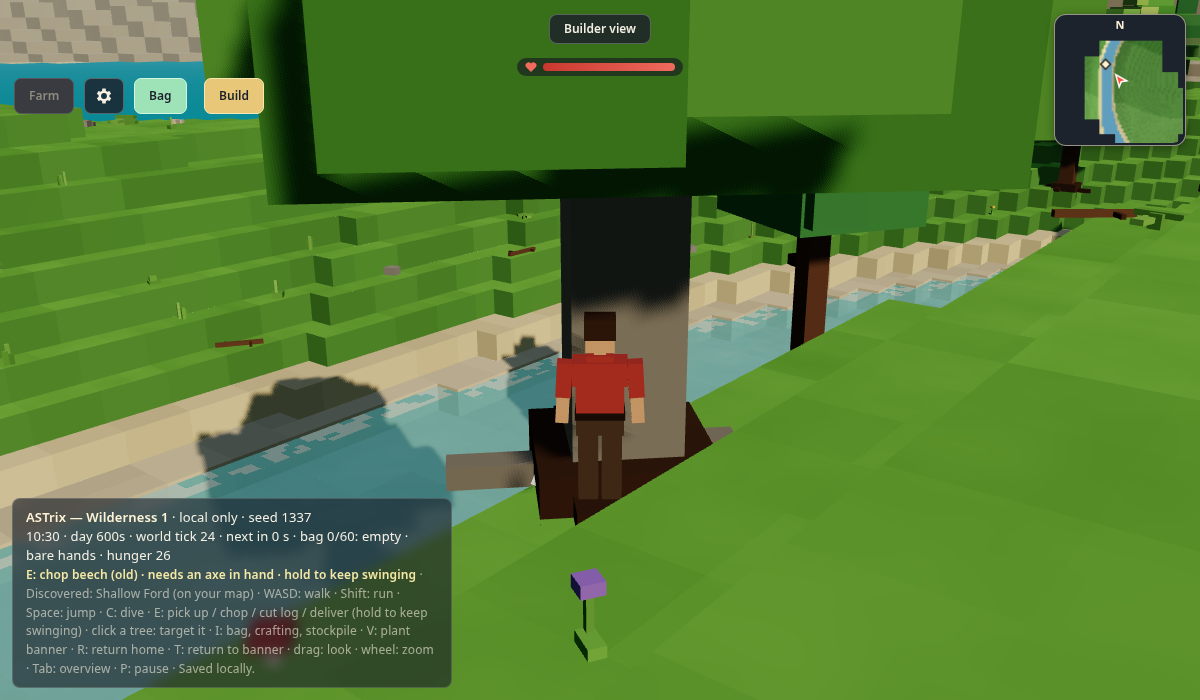 Builder view
N
Farm
Bag
Build
ASTrix — Wilderness 1 · local only · seed 1337
10:30 · day 600s · world tick 24 · next in 0 s · bag 0/60: empty ·
bare hands · hunger 26
E: chop beech (old) · needs an axe in hand · hold to keep swinging ·
Discovered: Shallow Ford (on your map) · WASD: walk · Shift: run ·
Space: jump · C: dive · E: pick up / chop / cut log / deliver (hold to keep
swinging) · click a tree: target it · I: bag, crafting, stockpile · V: plant
banner · R: return home · T: return to banner · drag: look · wheel: zoom
· Tab: overview · P: pause · Saved locally.